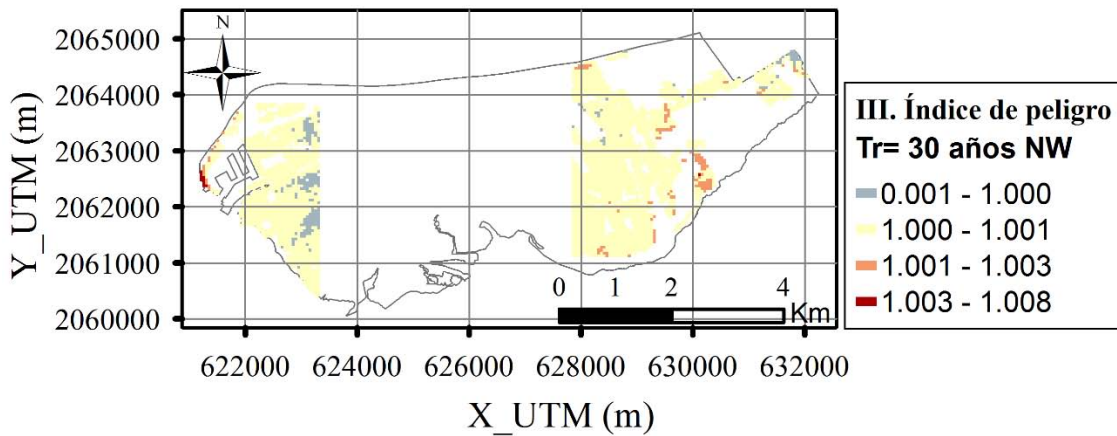 N
2065000
2064000
2063000
2062000
2061000
2060000
Y_UTM (m)
622000 624000 626000 628000 630000 632000
X_UTM (m)
0 1 2 4
Km
III. Índice de peligro
Tr= 30 años NW
0.001 - 1.000
1.000 - 1.001
1.001 - 1.003
1.003 - 1.008